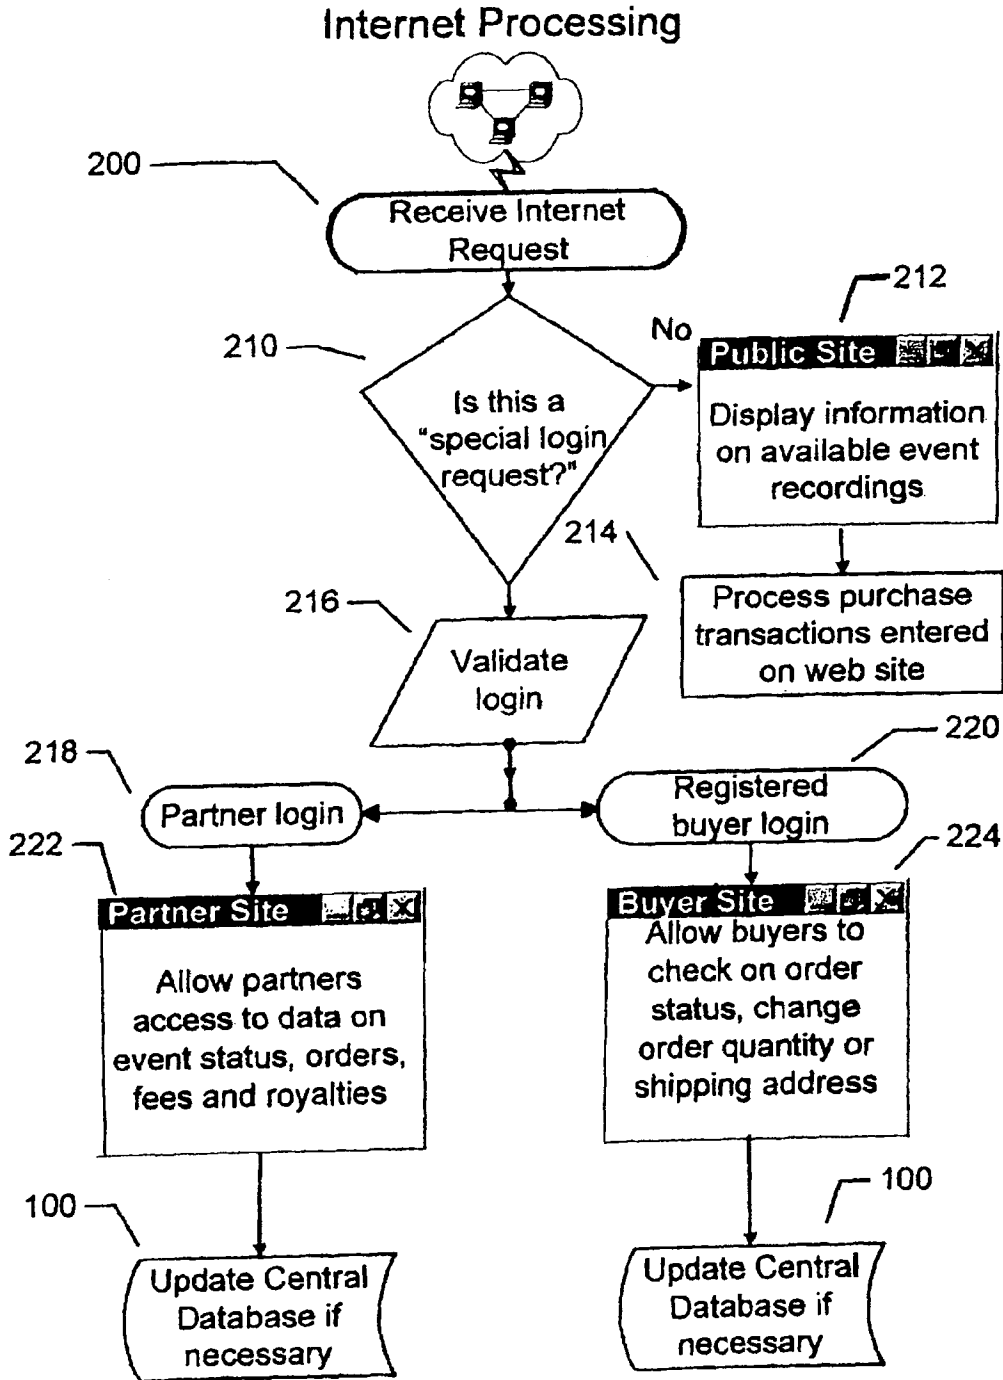 Internet Processing
200
Receive Internet
Request
212
210
No
Public Site
Is this a
"special login
request?"
Display information
on available event
recordings
214
216
Process purchase
transactions entered
on web site
Validate
login
218
220
Partner login
Registered
buyer login
222
224
Partner Site
Allow partners
access to data on
event status, orders,
fees and royalties
Buyer Site
Allow buyers to
check on order
status, change
order quantity or
shipping address
100
Update Central
Database if
necessary
100
Update Central
Database if
necessary